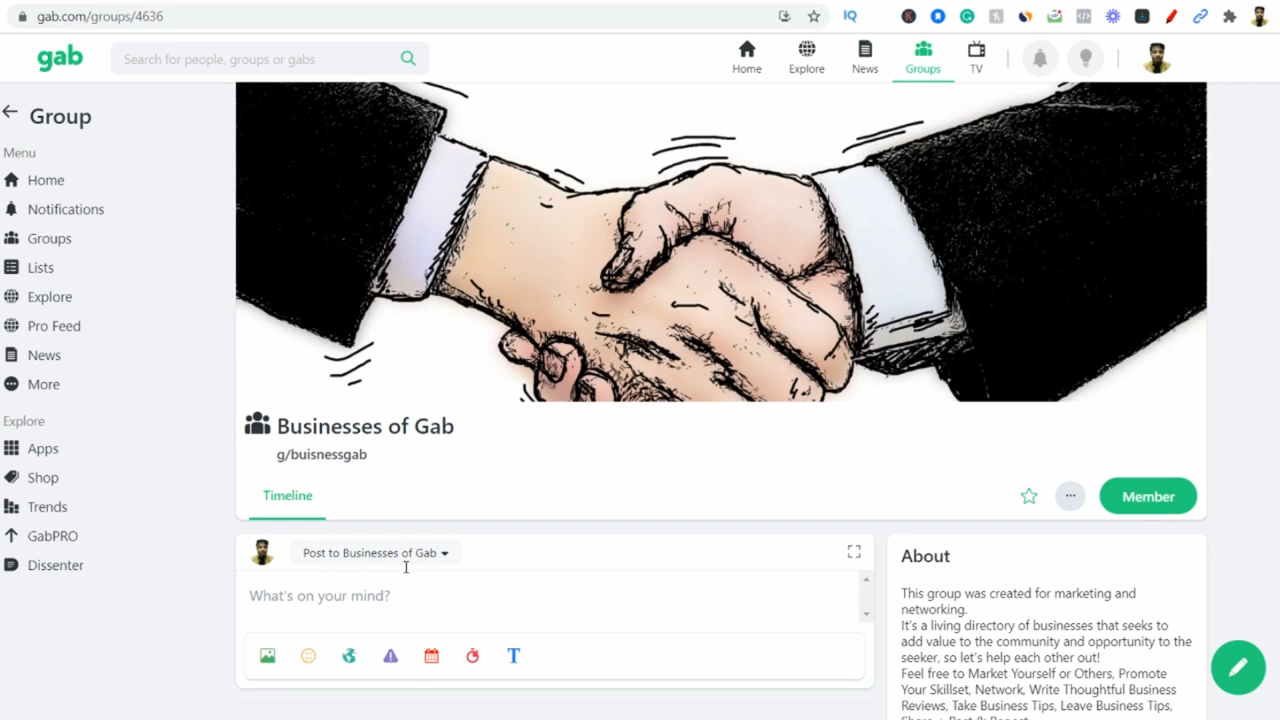 gab.com/groups/4636
IQ
gab
Search for people, groups or gabs
Home
Explore
News
Groups
TV
Group
Menu
Home
Notifications
Groups
Lists
Explore
Pro Feed
News
More
Explore
Apps
Shop
Trends
GabPRO
Dissenter
Businesses of Gab
g/buisnessgab
Timeline
Member
Post to Businesses of Gab
What's on your mind?
T
About
This group was created for marketing and
networking.
It's a living directory of businesses that seeks to
add value to the community and opportunity to the
seeker, so let's help each other out!
Feel free to Market Yourself or Others, Promote
Your Skillset, Network, Write Thoughtful Business
Reviews, Take Business Tips, Leave Business Tips,